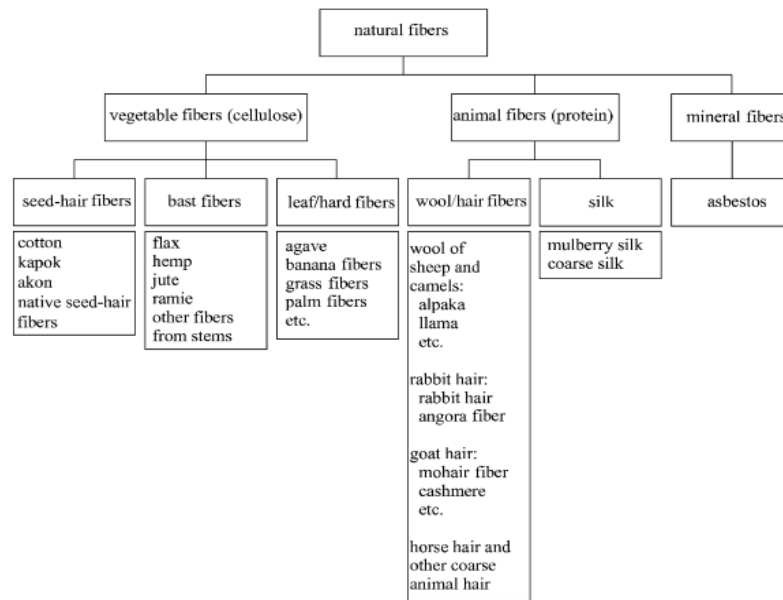 natural fibers
vegetable fibers (cellulose)
animal fibers (protein)
mineral fibers
seed-hair fibers
bast fibers
leaf/hard fibers
wool/hair fibers
silk
asbestos
cotton
kapok
akon
native seed-hair
fibers
flax
hemp
jute
ramie
other fibers
from stems
agave
banana fibers
grass fibers
palm fibers
etc.
wool of
sheep and
camels:
alpaka
llama
etc.
rabbit hair:
rabbit hair
angora fiber
goat hair:
mohair fiber
cashmere
etc.
horse hair and
other coarse
animal hair
mulberry silk
coarse silk